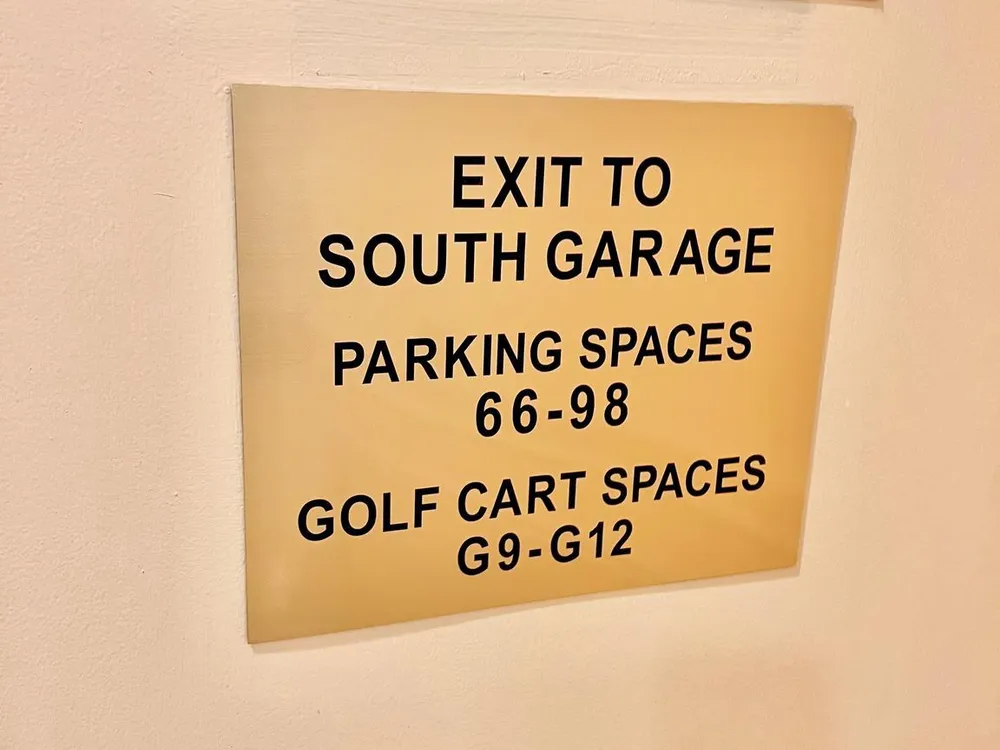 EXIT TO
SOUTH GARAGE
PARKING SPACES
66-98
GOLF CART SPACES
G9-G12